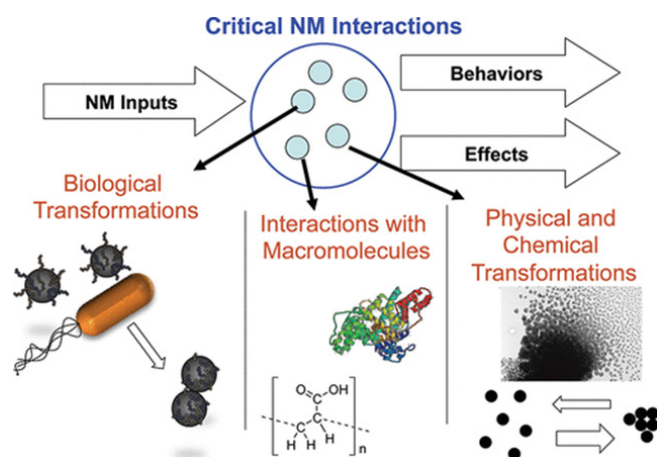 Critical NM Interactions
NM Inputs
Behaviors
Effects
Biological
Transformations
Interactions with
Macromolecules
Physical and
Chemical
Transformations
O
OH
C
C
C
H
H
H
n